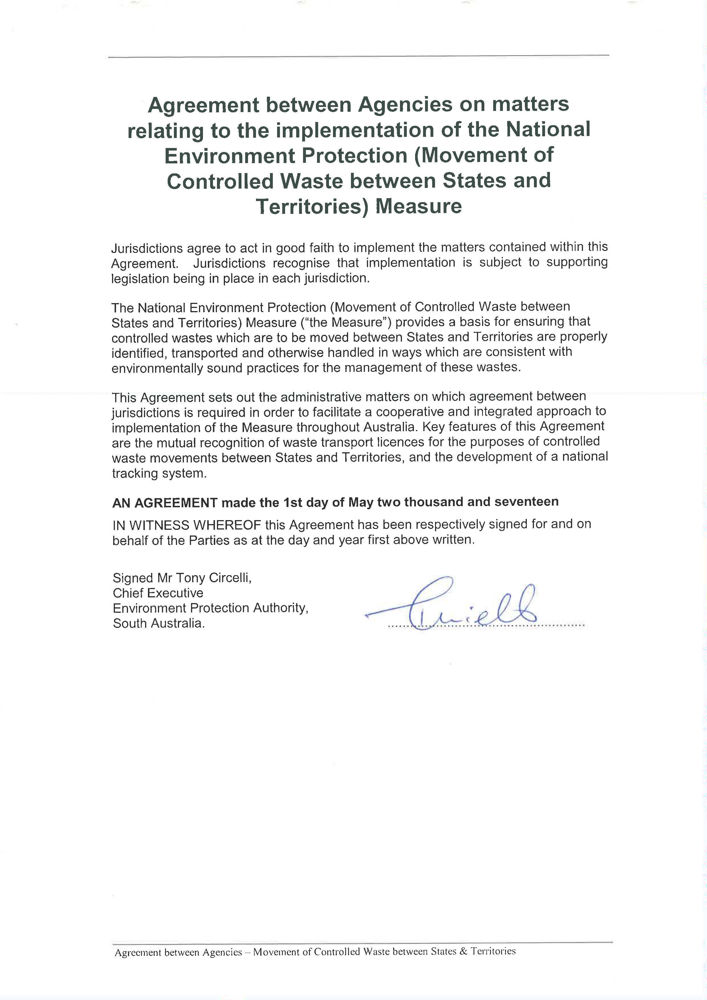 Agreement between Agencies on matters
relating to the implementation of the National
Environment Protection (Movement of
Controlled Waste between States and
Territories) Measure
Jurisdictions agree to act in good faith to implement the matters contained within this
Agreement. Jurisdictions recognise that implementation is subject to supporting
legislation being in place in each jurisdiction.
The National Environment Protection (Movement of Controlled Waste between
States and Territories) Measure (“the Measure”) provides a basis for ensuring that
controlled wastes which are to be moved between States and Territories are properly
identified, transported and otherwise handled in ways which are consistent with
environmentally sound practices for the management of these wastes.
This Agreement sets out the administrative matters on which agreement between
jurisdictions is required in order to facilitate a cooperative and integrated approach to
implementation of the Measure throughout Australia. Key features of this Agreement
are the mutual recognition of waste transport licences for the purposes of controlled
waste movements between States and Territories, and the development of a national
tracking system.
AN AGREEMENT made the 1st day of May two thousand and seventeen
IN WITNESS WHEREOF this Agreement has been respectively signed for and on
behalf of the Parties as at the day and year first above written.
Signed Mr Tony Circelli,
Chief Executive
Environment Protection Authority,
South Australia.
Agreement between Agencies – Movement of Controlled Waste between States & Territories